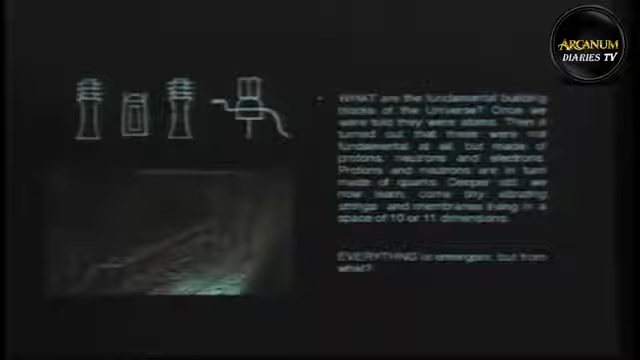 ARCANUM
DIARIES TV
WHAT are the fundamental building
blocks of the Universe? Once we
were told they were atoms. Then it
turned out that these were not
fundamental at all, but made of
protons, neurons and electrons.
Protons and neurons are in turn
made of quarks. Deeper still, we
now learn, come tiny vibrating
strings and membranes living in a
space of 10 or 11 dimensions.
EVERYTHING is emergent, but from
what?